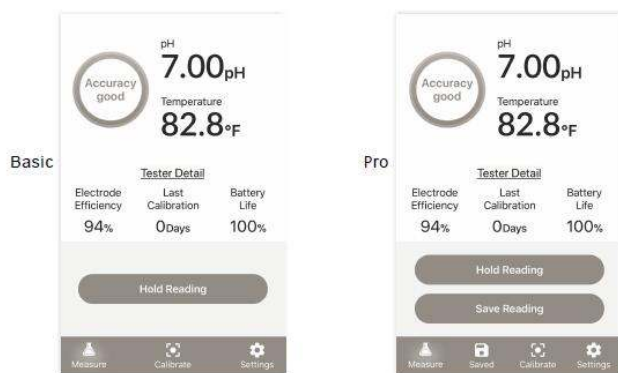 Basic
Accuracy
good
pH
7.00pH
Temperature
82.8°F
Tester Detail
Electrode Efficiency
94%
Last Calibration
0Days
Battery Life
100%
Hold Reading
Measure
Calibrate
Settings
Pro
Accuracy
good
pH
7.00pH
Temperature
82.8°F
Tester Detail
Electrode Efficiency
94%
Last Calibration
0Days
Battery Life
100%
Hold Reading
Save Reading
Measure
Saved
Calibrate
Settings